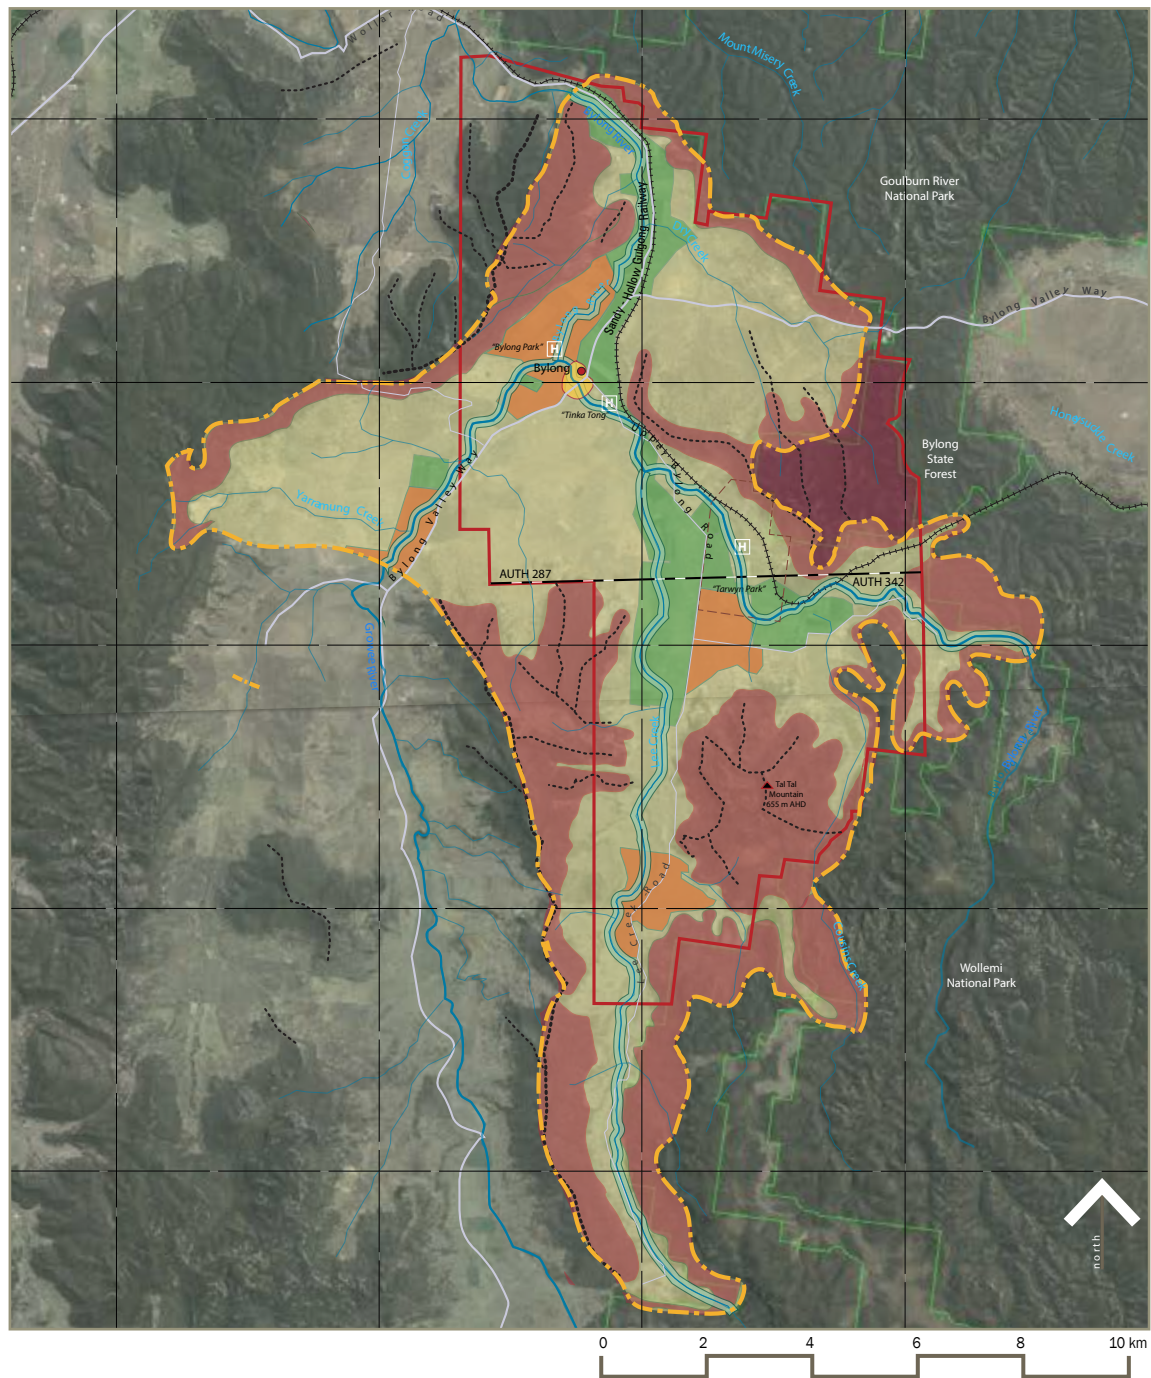 Wollar Road
Mount Misery Creek
Bylong River
Goulburn River
National Park
Sandy - Hollow Gulgong Railway
Bylong Valley Way
"Bylong Park"
H
Bylong
H
"Tinka Tong"
Upper Bylong Road
Bylong
State
Forest
Yarramung Creek
Bylong Valley Way
H
AUTH 287
AUTH 342
"Tarwyn Park"
Growee River
Bylong River
Tal Tal
Mountain
655 m AHD
Lee Creek Road
Wollemi
National Park
north
0 2 4 6 8 10 km